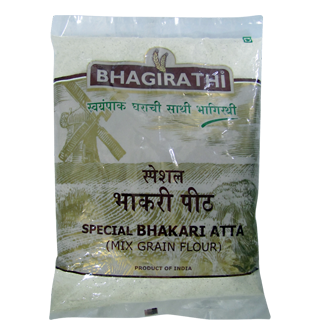 BHAGIRATHI
स्वयंपाक घराची साथी भागिरथी
स्पेशल
भाकरी पीठ
SPECIAL BHAKARI ATTA
(MIX GRAIN FLOUR)
PRODUCT OF INDIA